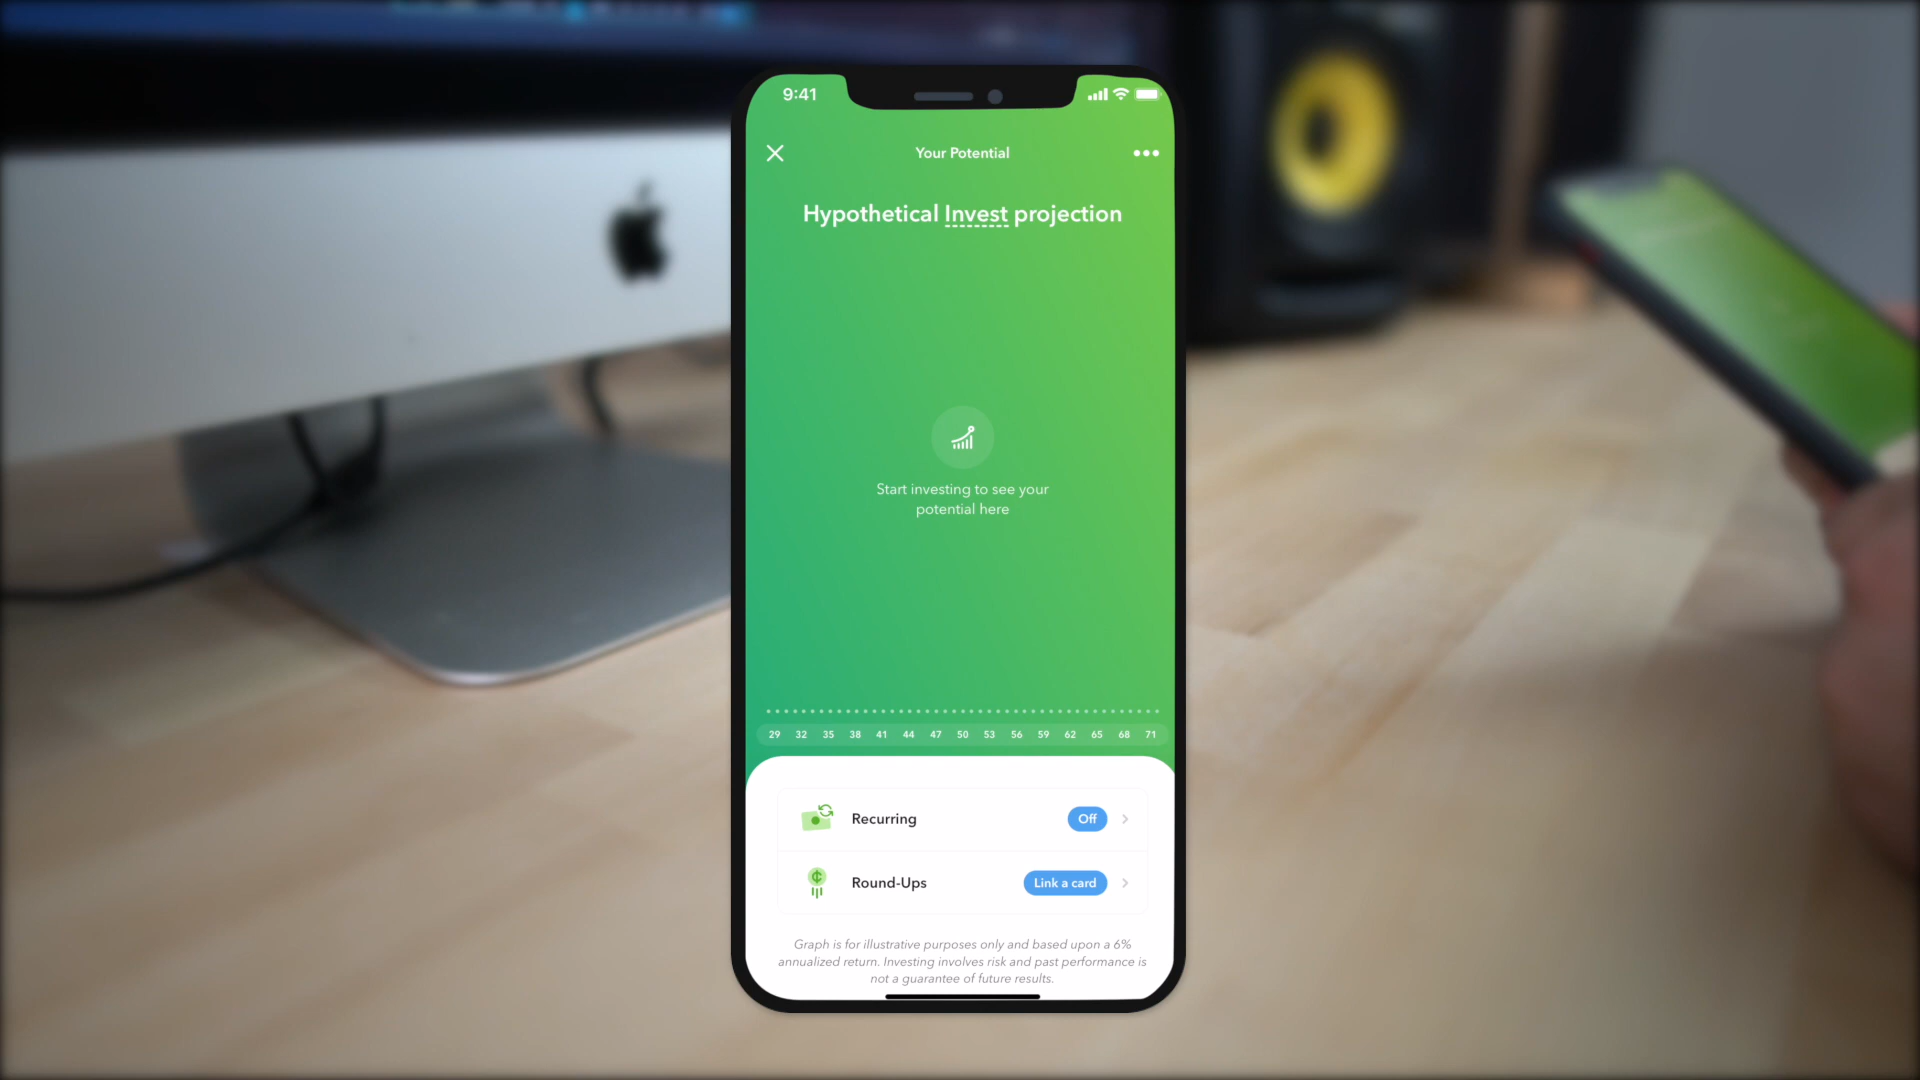 9:41
Your Potential
Hypothetical Invest projection
Start investing to see your
potential here
29 32 35 38 41 44 47 50 53 56 59 62 65 68 71
Recurring Off
Round-Ups Link a card
Graph is for illustrative purposes only and based upon a 6%
annualized return. Investing involves risk and past performance is
not a guarantee of future results.